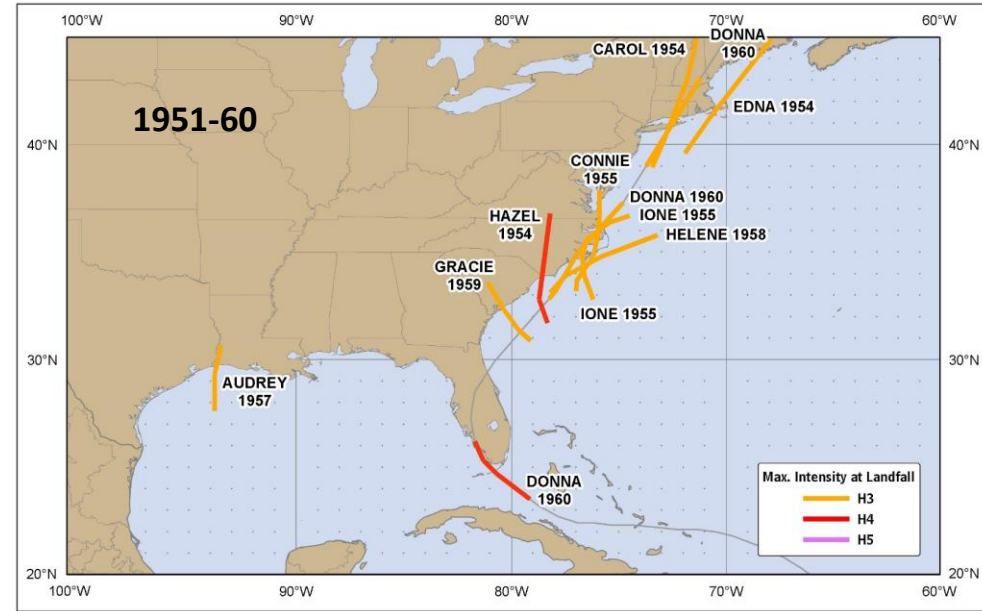 100°W 90°W 80°W 70°W 60°W
CAROL 1954
DONNA
1960
1951-60
EDNA 1954
40°N
40°N
CONNIE
1955
DONNA 1960
IONE 1955
HELENE 1958
HAZEL
1954
GRACIE
1959
IONE 1955
30°N
30°N
AUDREY
1957
DONNA
1960
Max. Intensity at Landfall
H3
H4
H5
20°N
20°N
100°W 90°W 80°W 70°W 60°W